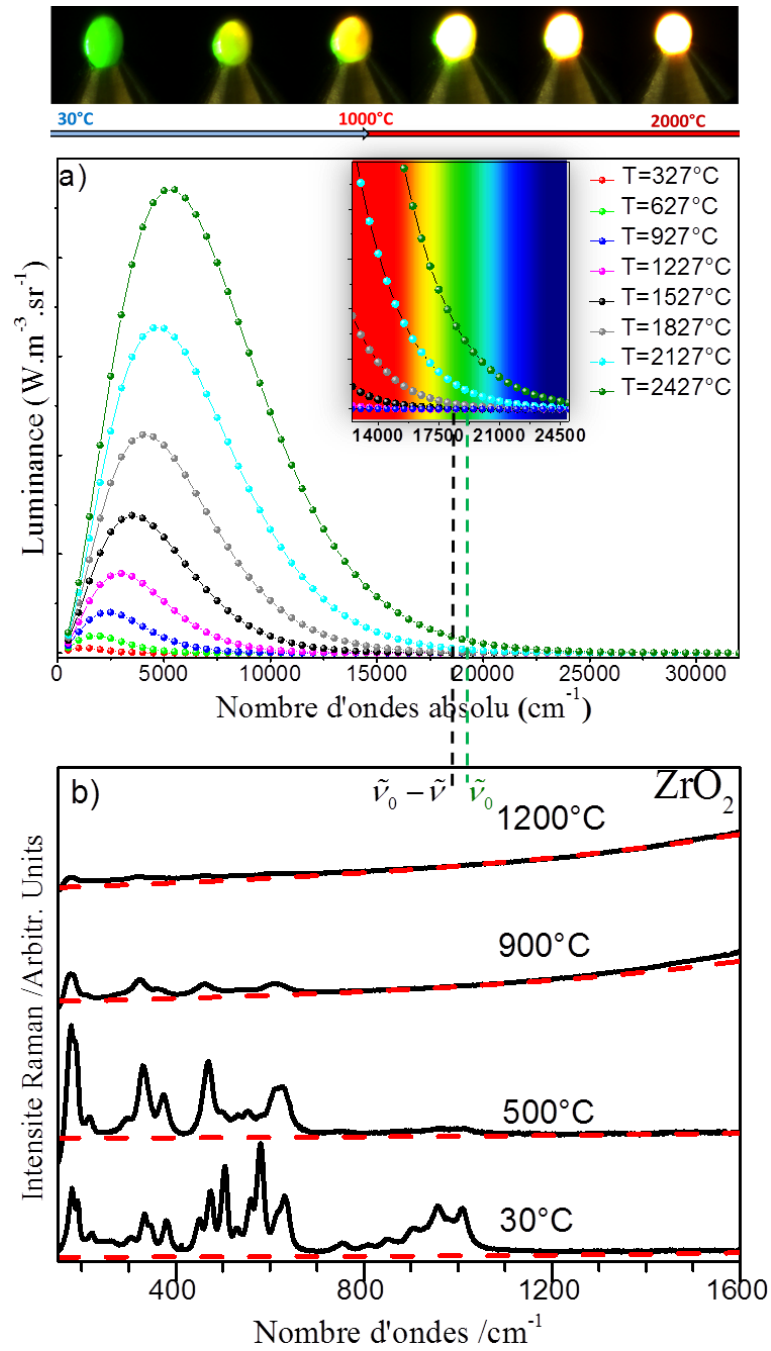 30°C 1000°C 2000°C
a)
Luminance (W.m⁻³.sr⁻¹)
14000 17500 21000 24500
T=327°C
T=627°C
T=927°C
T=1227°C
T=1527°C
T=1827°C
T=2127°C
T=2427°C
0 5000 10000 15000 20000 25000 30000
Nombre d'ondes absolu (cm⁻¹)
b)
ν̃₀ − ν̃ ν̃₀
ZrO₂
1200°C
900°C
500°C
30°C
Intensite Raman /Arbitr. Units
400 800 1200 1600
Nombre d'ondes /cm⁻¹